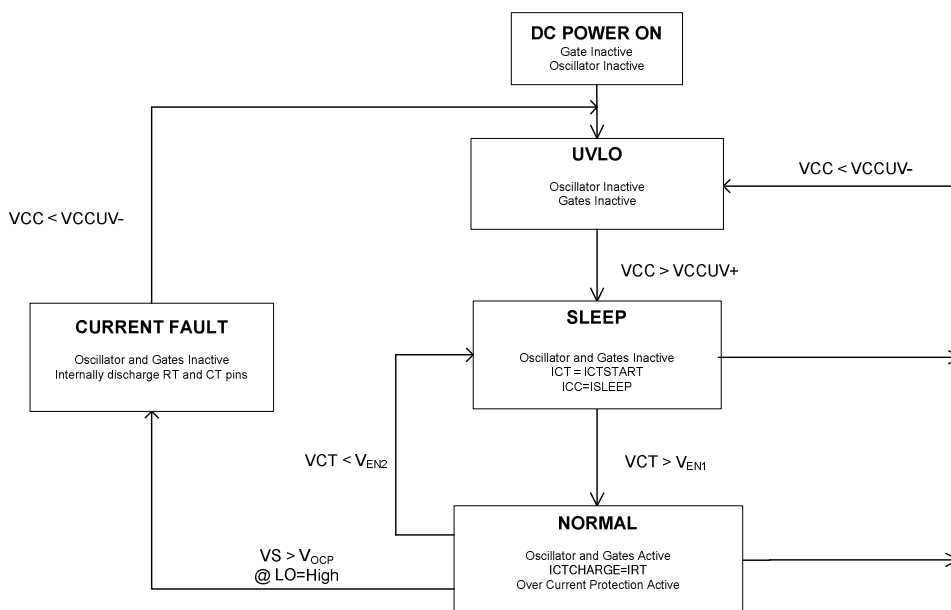 DC POWER ON
Gate Inactive
Oscillator Inactive
UVLO
Oscillator Inactive
Gates Inactive
VCC < VCCUV-
VCC < VCCUV-
VCC > VCCUV+
CURRENT FAULT
Oscillator and Gates Inactive
Internally discharge RT and CT pins
SLEEP
Oscillator and Gates Inactive
ICT = ICTSTART
ICC=ISLEEP
VCT < VEN2
VCT > VEN1
NORMAL
Oscillator and Gates Active
ICTCHARGE=IRT
Over Current Protection Active
VS > VOCP
@ LO=High